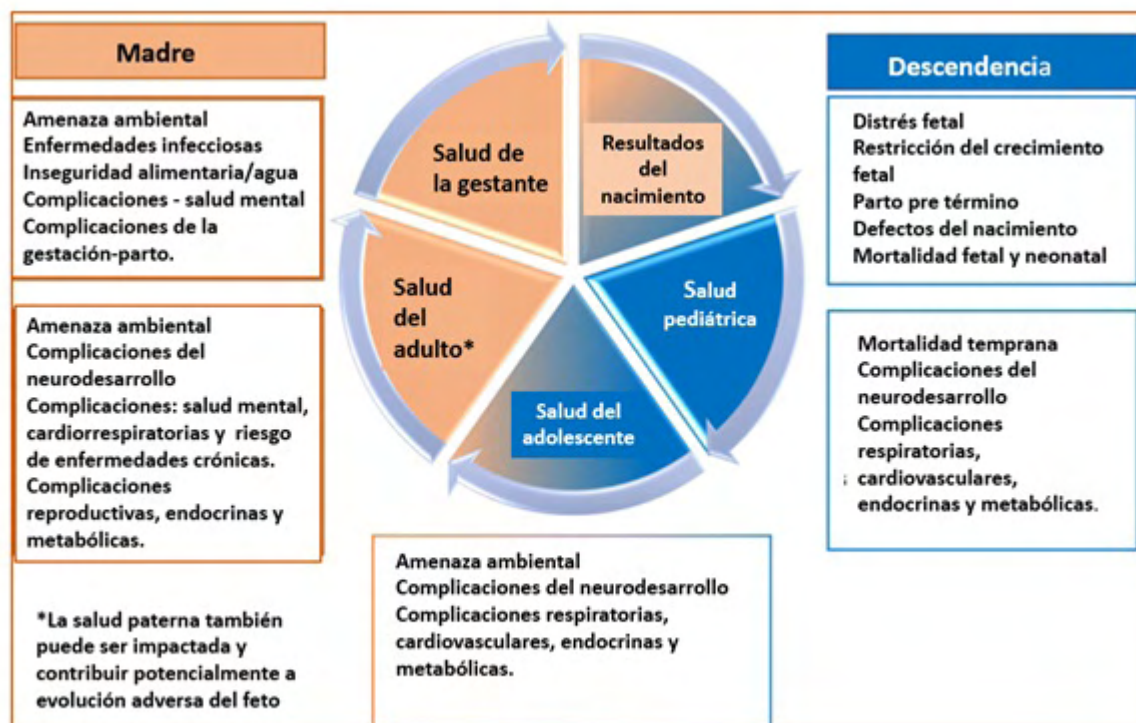 Madre
Amenaza ambiental
Enfermedades infecciosas
Inseguridad alimentaria/agua
Complicaciones - salud mental
Complicaciones de la
gestación-parto.
Amenaza ambiental
Complicaciones del
neurodesarrollo
Complicaciones: salud mental,
cardiorrespiratorias y riesgo
de enfermedades crónicas.
Complicaciones
reproductivas, endocrinas y
metabólicas.
*La salud paterna también
puede ser impactada y
contribuir potencialmente a
evolución adversa del feto
Salud de
la gestante
Resultados
del
nacimiento
Salud
del
adulto*
Salud
pediátrica
Salud del
adolescente
Amenaza ambiental
Complicaciones del neurodesarrollo
Complicaciones respiratorias,
cardiovasculares, endocrinas y
metabólicas.
Descendencia
Distrés fetal
Restricción del crecimiento
fetal
Parto pre término
Defectos del nacimiento
Mortalidad fetal y neonatal
Mortalidad temprana
Complicaciones del
neurodesarrollo
Complicaciones
respiratorias,
cardiovasculares,
endocrinas y metabólicas.